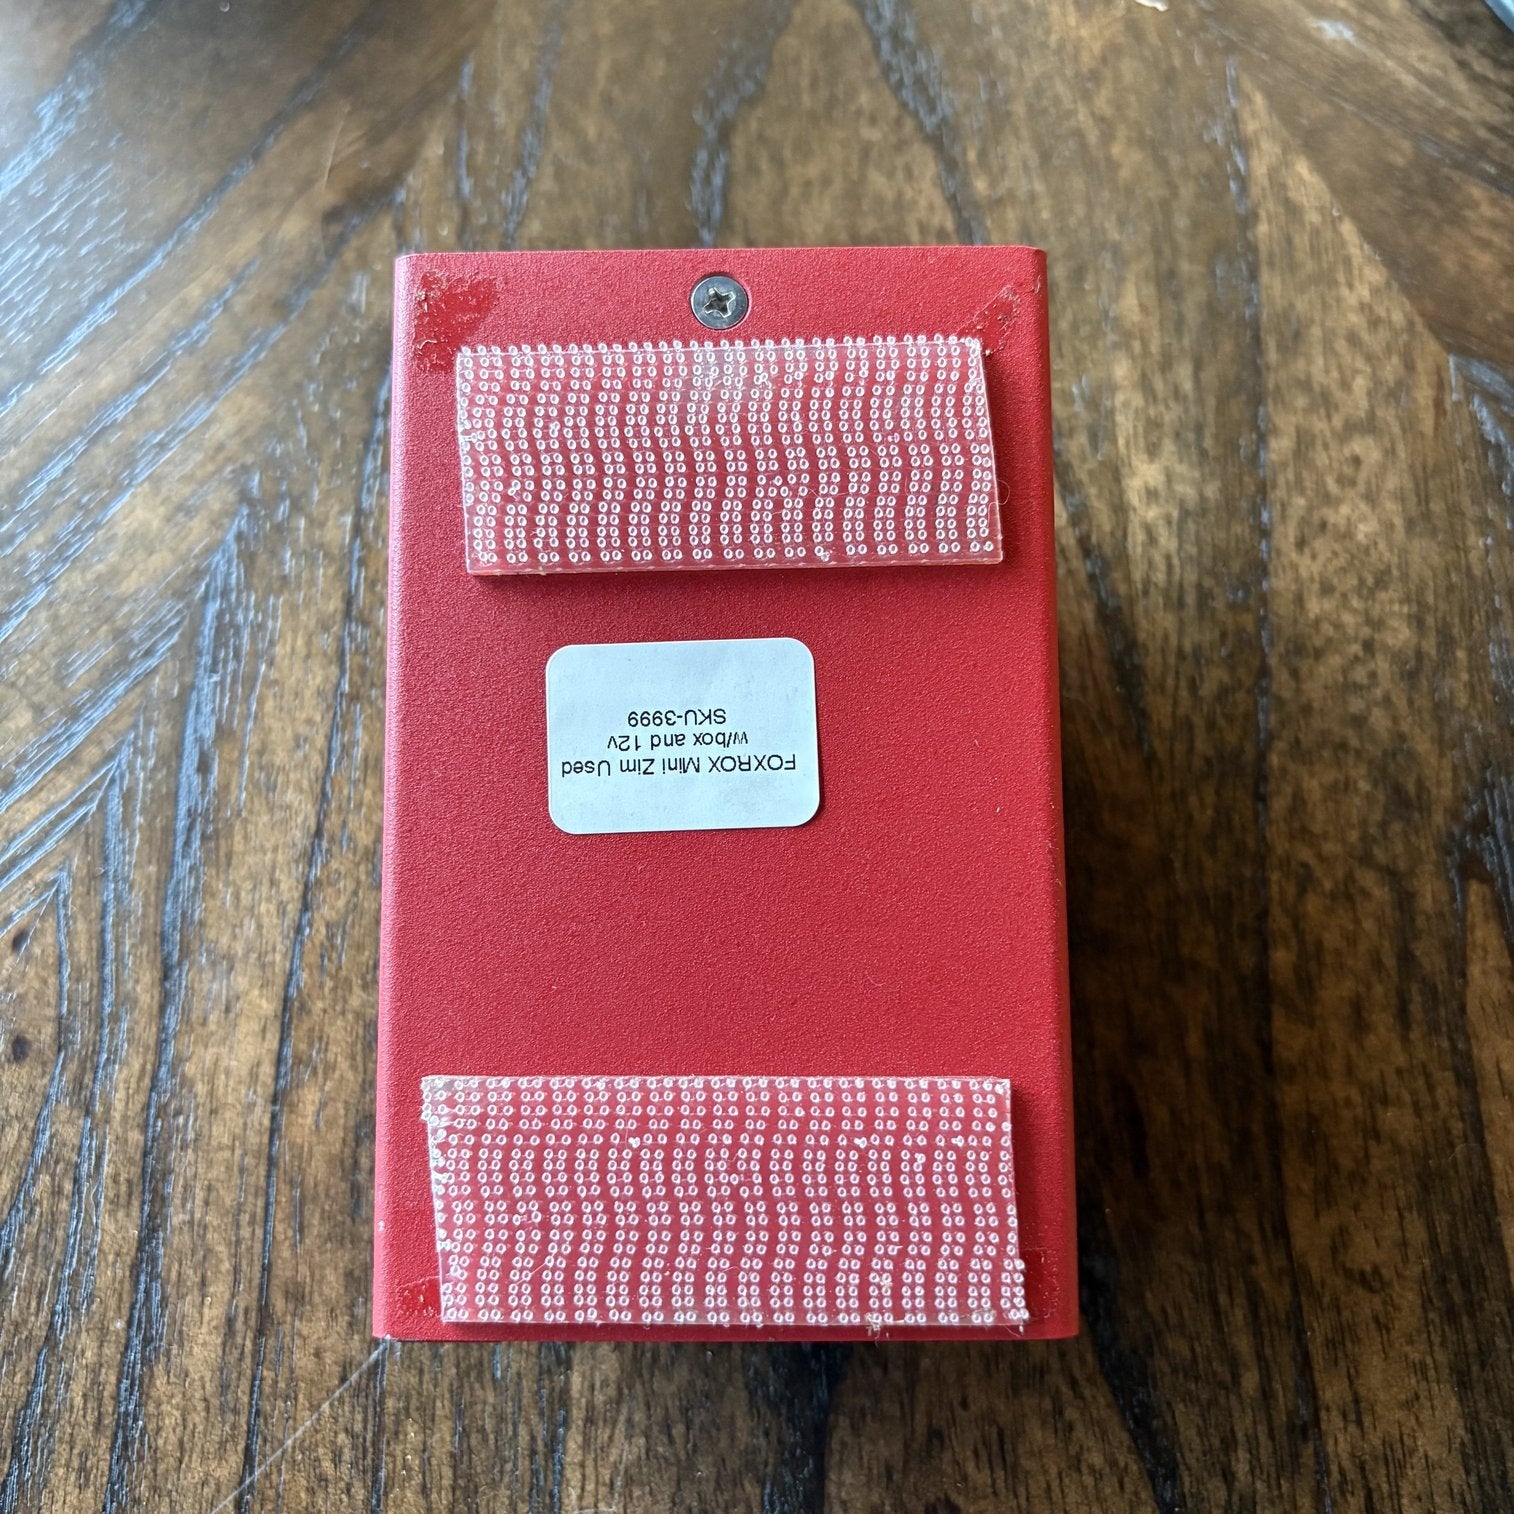 FOXROX Mini Zim Used
w/box and 12v
SKU-3999